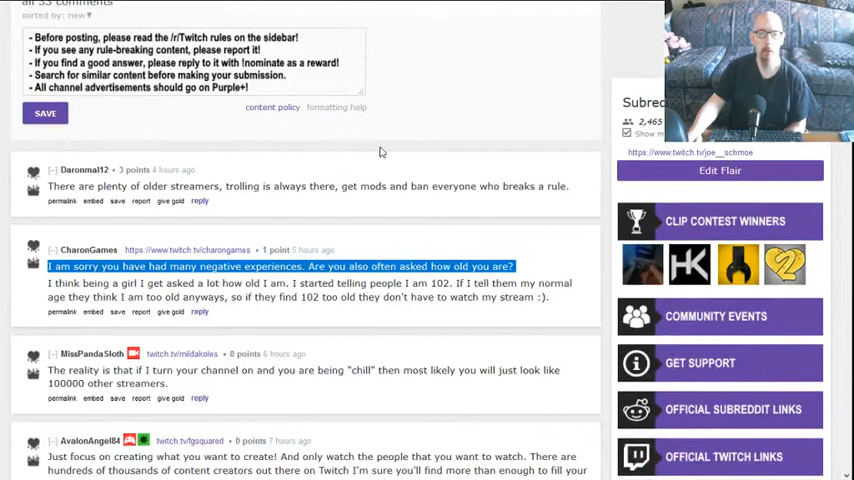 all 33 comments
sorted by: new▼
- Before posting, please read the /r/Twitch rules on the sidebar!
- If you see any rule-breaking content, please report it!
- If you find a good answer, please reply to it with !nominate as a reward!
- Search for similar content before making your submission.
- All channel advertisements should go on Purple+!
SAVE
content policy formatting help
[–] Daronmal12 • 3 points 4 hours ago
There are plenty of older streamers, trolling is always there, get mods and ban everyone who breaks a rule.
permalink embed save report give gold reply
[–] CharonGames https://www.twitch.tv/charongames • 1 point 5 hours ago
I am sorry you have had many negative experiences. Are you also often asked how old you are?
I think being a girl I get asked a lot how old I am. I started telling people I am 102. If I tell them my normal
age they think I am too old anyways, so if they find 102 too old they don't have to watch my stream :).
permalink embed save report give gold reply
[–] MissPandaSloth twitch.tv/mildakoles • 0 points 6 hours ago
The reality is that if I turn your channel on and you are being "chill" then most likely you will just look like
100000 other streamers.
permalink embed save report give gold reply
[–] AvalonAngel84 twitch.tv/fgsquared • 0 points 7 hours ago
Just focus on creating what you want to create! And only watch the people that you want to watch. There are
hundreds of thousands of content creators out there on Twitch I'm sure you'll find more than enough to fill your
Subred
2,465
Show m
https://www.twitch.tv/joe__schmoe
Edit Flair
CLIP CONTEST WINNERS
HK
2
COMMUNITY EVENTS
GET SUPPORT
OFFICIAL SUBREDDIT LINKS
OFFICIAL TWITCH LINKS